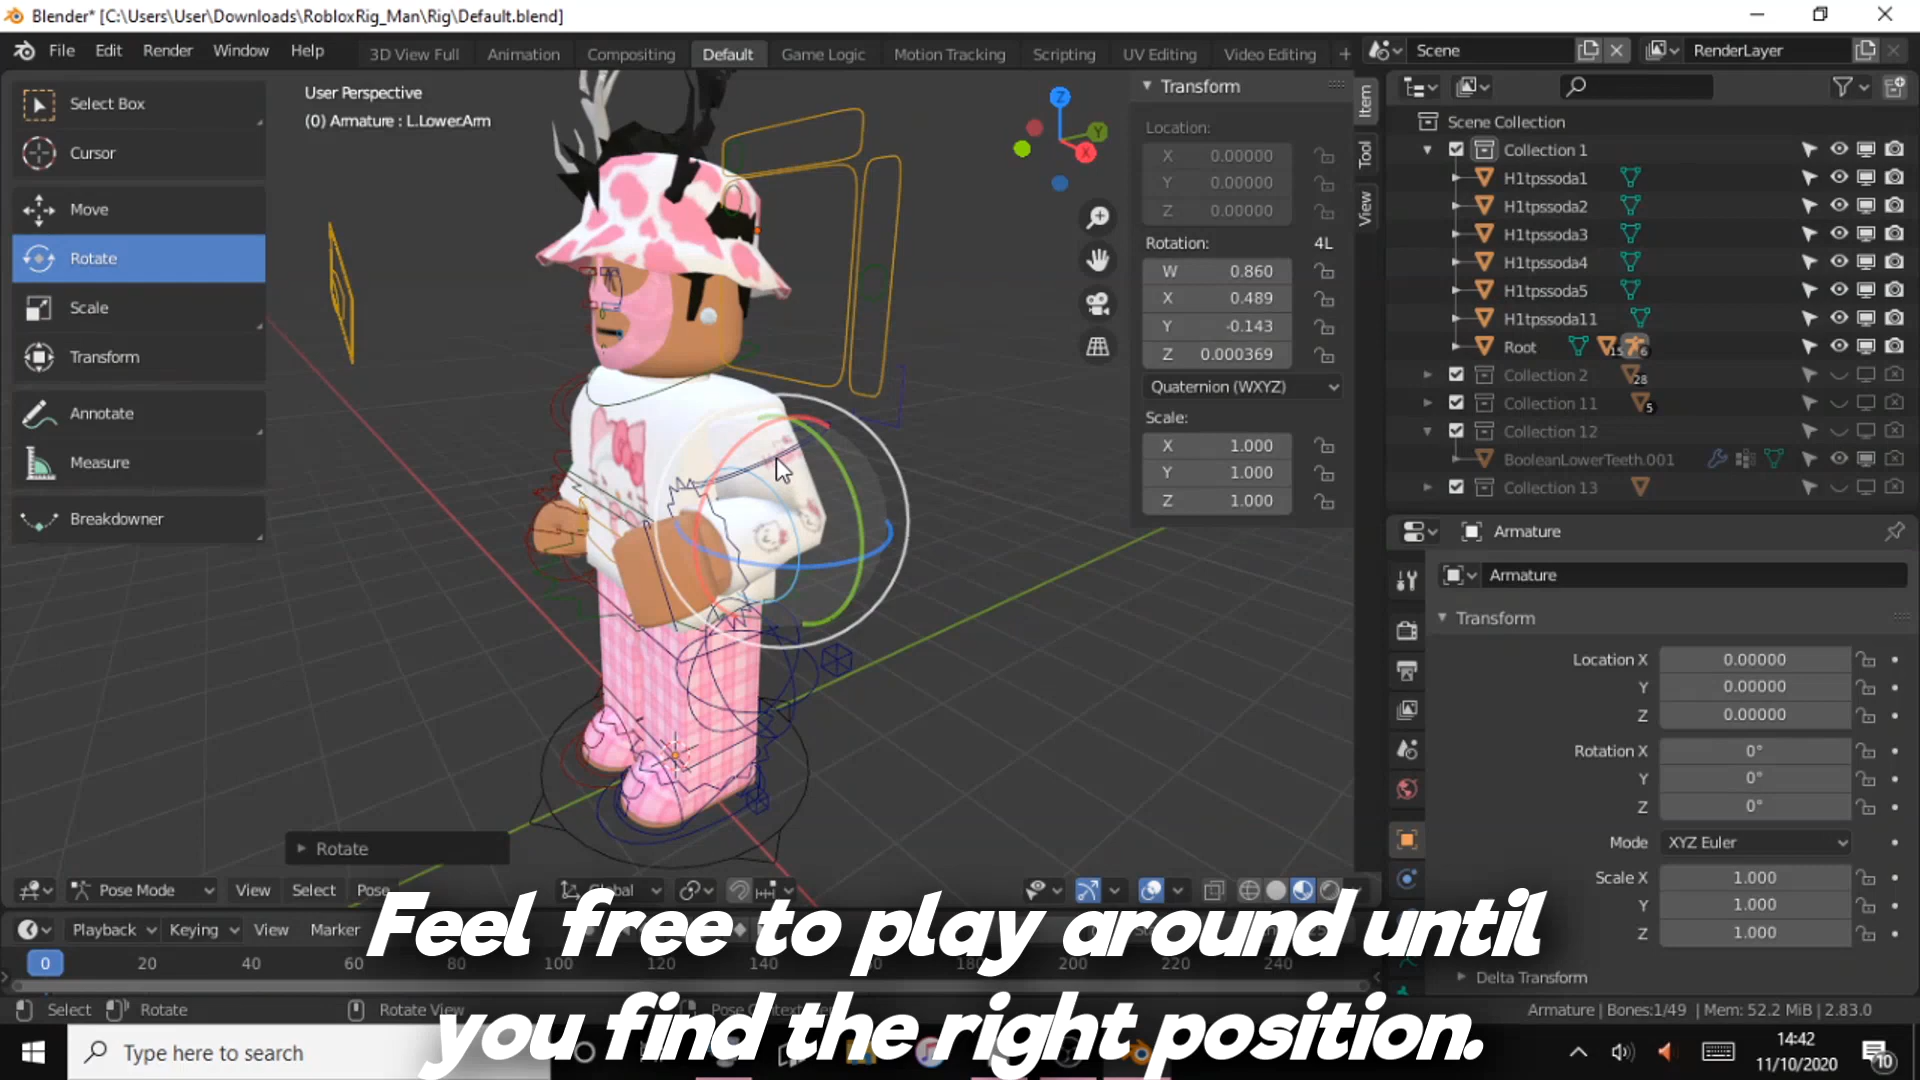 Blender* [C:\Users\User\Downloads\RobloxRig_Man\Rig\Default.blend]
File Edit Render Window Help 3D View Full Animation Compositing Default Game Logic Motion Tracking Scripting UV Editing Video Editing + Scene RenderLayer
Select Box
Cursor
Move
Rotate
Scale
Transform
Annotate
Measure
Breakdowner
User Perspective
(0) Armature : L.LowerArm
Z
Y
X
Transform
Location:
X 0.00000
Y 0.00000
Z 0.00000
Rotation: 4L
W 0.860
X 0.489
Y -0.143
Z 0.000369
Quaternion (WXYZ)
Scale:
X 1.000
Y 1.000
Z 1.000
Item
Tool
View
Scene Collection
Collection 1
H1tpssoda1
H1tpssoda2
H1tpssoda3
H1tpssoda4
H1tpssoda5
H1tpssoda11
Root 15 6
Collection 2 28
Collection 11 5
Collection 12
BooleanLowerTeeth.001
Collection 13
Armature
Armature
Transform
Location X 0.00000
Y 0.00000
Z 0.00000
Rotation X 0°
Y 0°
Z 0°
Mode XYZ Euler
Scale X 1.000
Y 1.000
Z 1.000
Delta Transform
Rotate
Pose Mode View Select Pose Global
Playback Keying View Marker
0 20 40 60 80 100 120 140 180 200 220 240
Feel free to play around until
you find the right position.
Select Rotate Rotate View
Armature | Bones:1/49 | Mem: 52.2 MiB | 2.83.0
Type here to search
14:42
11/10/2020
10